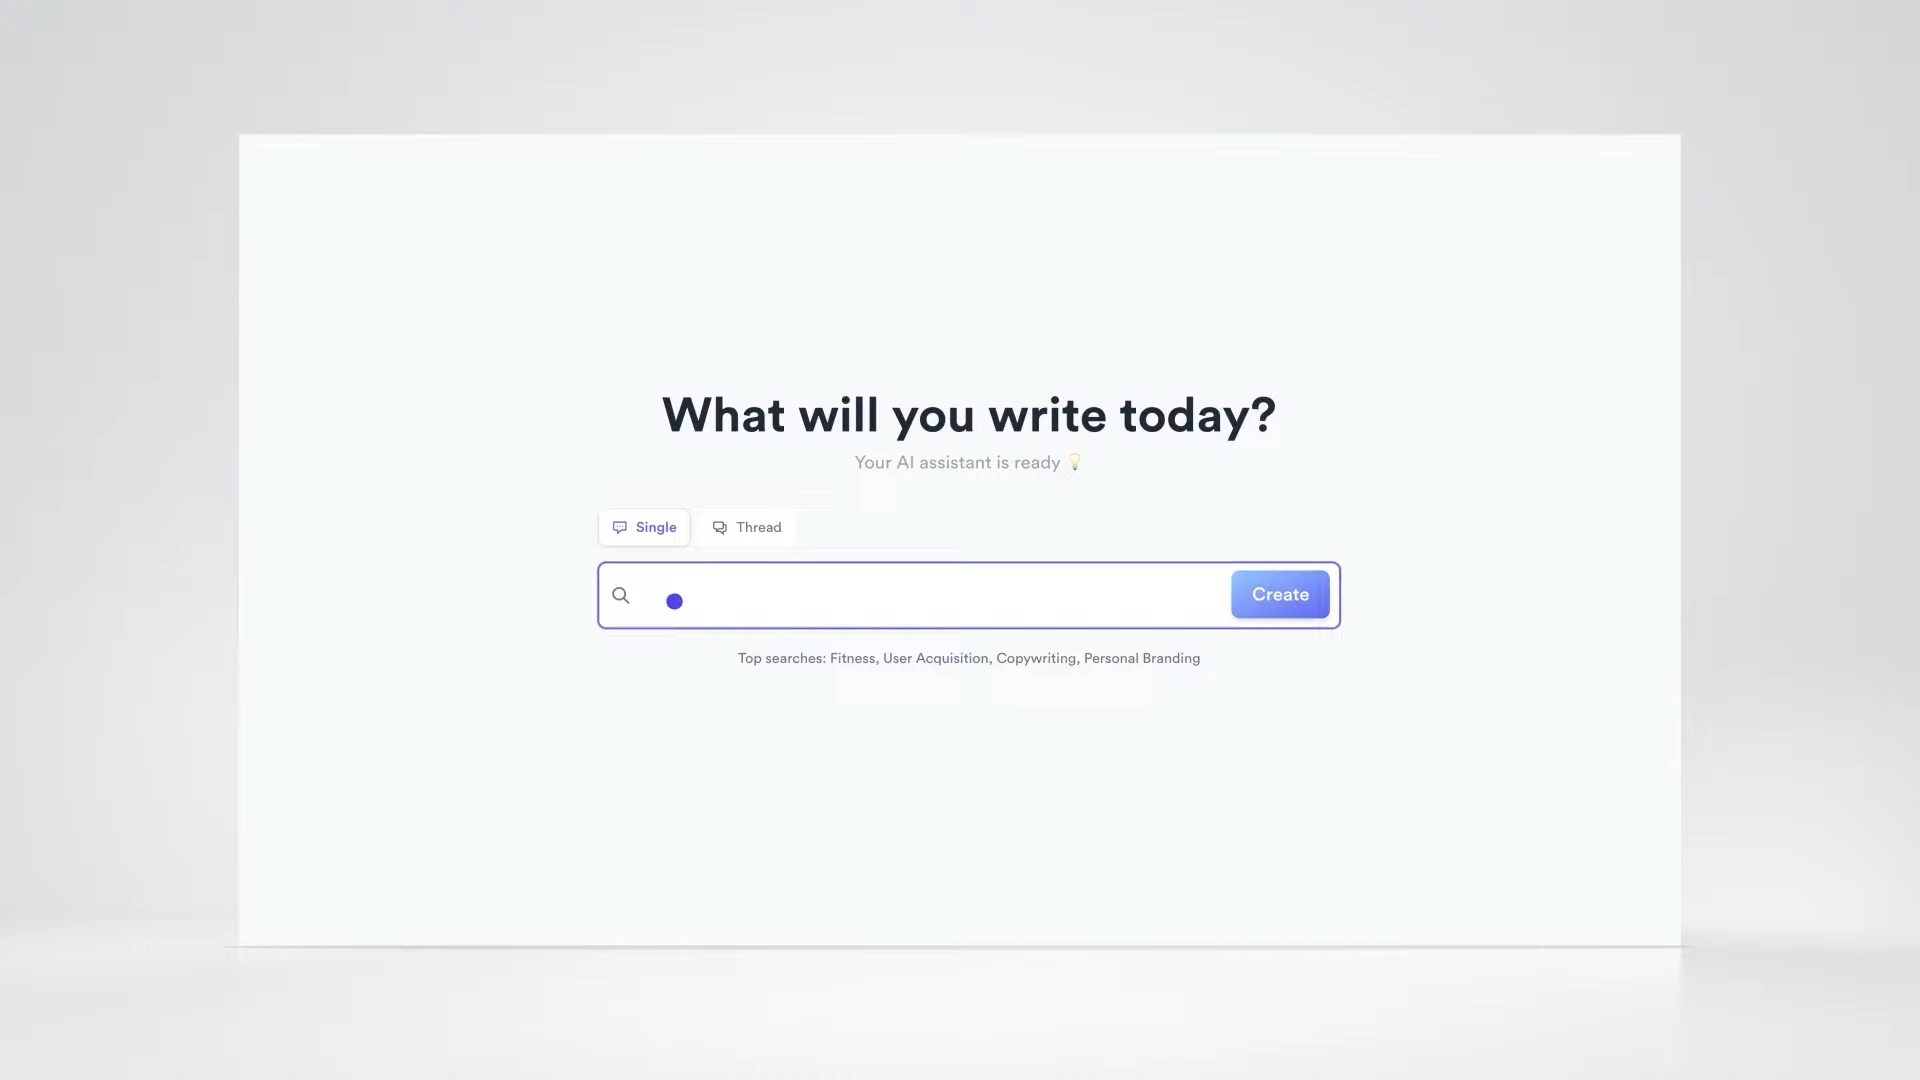 What will you write today?
Your AI assistant is ready 💡
Single
Thread
Create
Top searches: Fitness, User Acquisition, Copywriting, Personal Branding